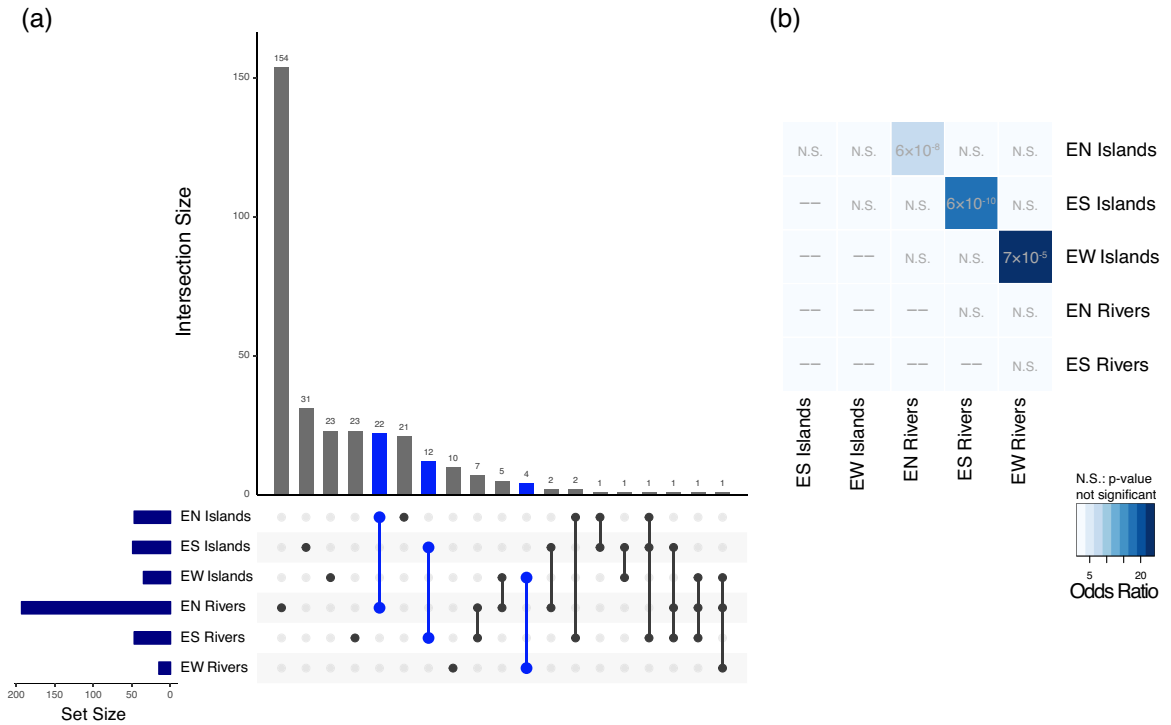 (a)
Intersection Size
150
100
50
0
154
31
23
23
22
21
12
10
7
5
4
2
2
1
1
1
1
1
1
EN Islands
ES Islands
EW Islands
EN Rivers
ES Rivers
EW Rivers
200 150 100 50 0
Set Size
(b)
N.S. N.S. 6×10⁻⁸ N.S. N.S. EN Islands
—— N.S. N.S. 6×10⁻¹⁰ N.S. ES Islands
—— —— N.S. N.S. 7×10⁻⁵ EW Islands
—— —— —— N.S. N.S. EN Rivers
—— —— —— —— N.S. ES Rivers
ES Islands
EW Islands
EN Rivers
ES Rivers
EW Rivers
N.S.: p-value
not significant
5 20
Odds Ratio